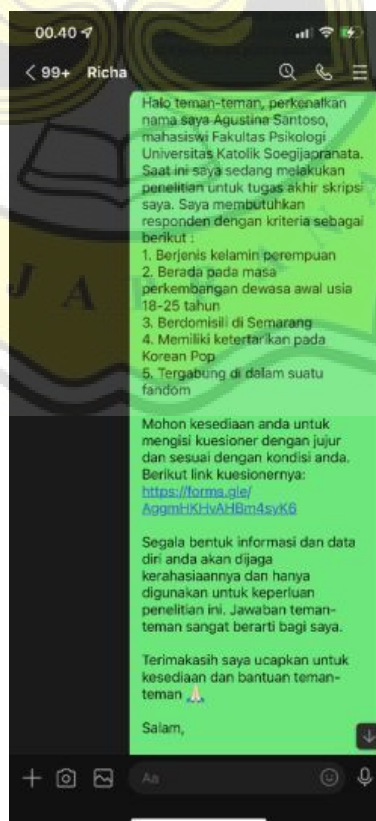 00.40
99+ Richa
Halo teman-teman, perkenalkan
nama saya Agustina Santoso,
mahasiswi Fakultas Psikologi
Universitas Katolik Soegijapranata.
Saat ini saya sedang melakukan
penelitian untuk tugas akhir skripsi
saya. Saya membutuhkan
responden dengan kriteria sebagai
berikut :
1. Berjenis kelamin perempuan
2. Berada pada masa
perkembangan dewasa awal usia
18-25 tahun
3. Berdomisili di Semarang
4. Memiliki ketertarikan pada
Korean Pop
5. Tergabung di dalam suatu
fandom
Mohon kesediaan anda untuk
mengisi kuesioner dengan jujur
dan sesuai dengan kondisi anda.
Berikut link kuesionernya:
https://forms.gle/
AggmHKHvAHBm4syK6
Segala bentuk informasi dan data
diri anda akan dijaga
kerahasiaannya dan hanya
digunakan untuk keperluan
penelitian ini. Jawaban teman-
teman sangat berarti bagi saya.
Terimakasih saya ucapkan untuk
kesediaan dan bantuan teman-
teman 🙏🏻
Salam,
Aa